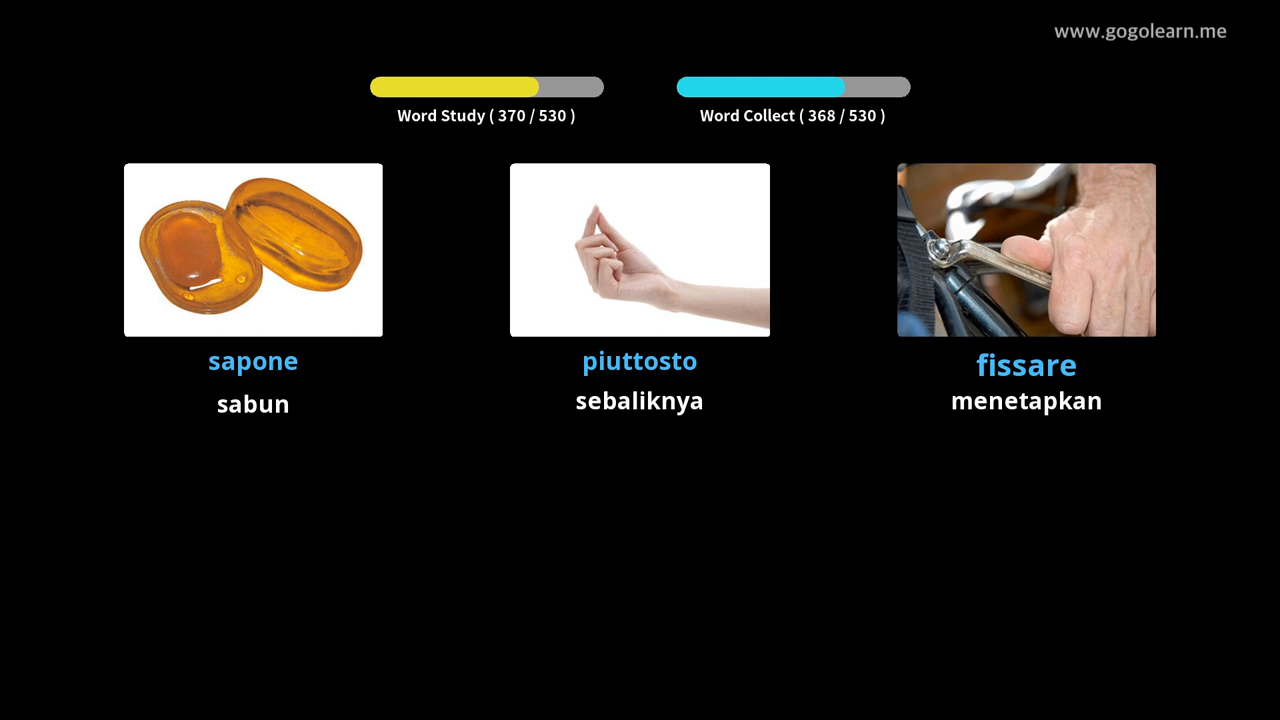 www.gogolearn.me
Word Study ( 370 / 530 )
Word Collect ( 368 / 530 )
sapone
piuttosto
fissare
sabun
sebaliknya
menetapkan